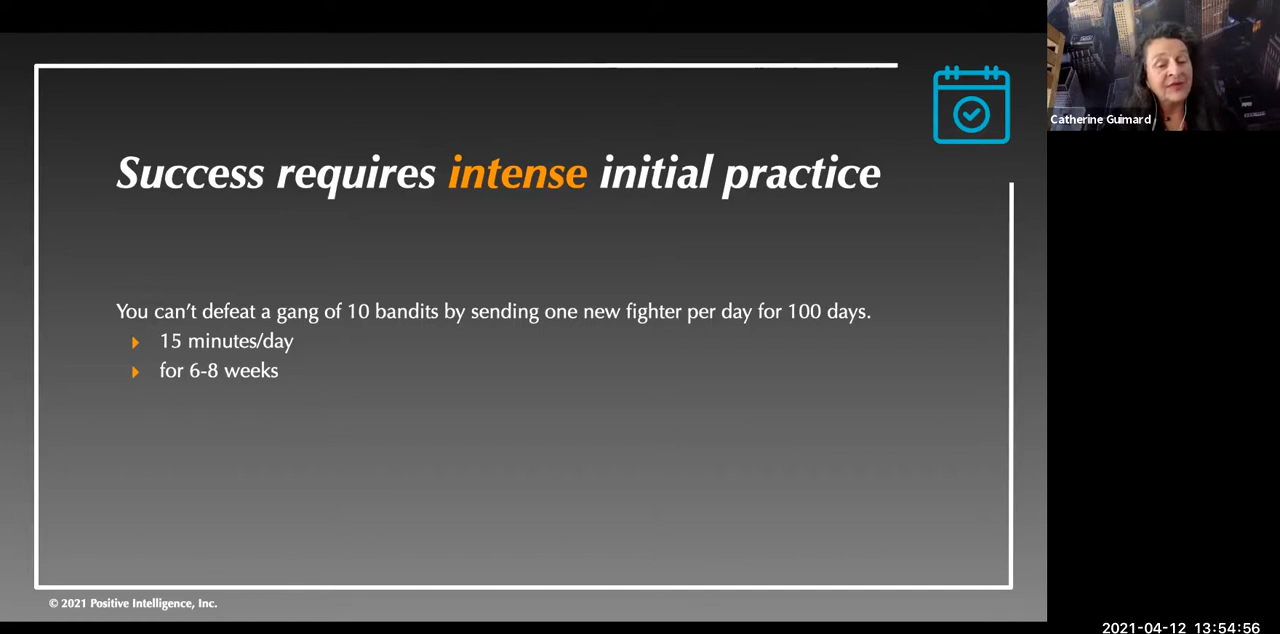 Success requires intense initial practice
You can’t defeat a gang of 10 bandits by sending one new fighter per day for 100 days.
15 minutes/day
for 6-8 weeks
© 2021 Positive Intelligence, Inc.
Catherine Guimard
2021-04-12 13:54:56